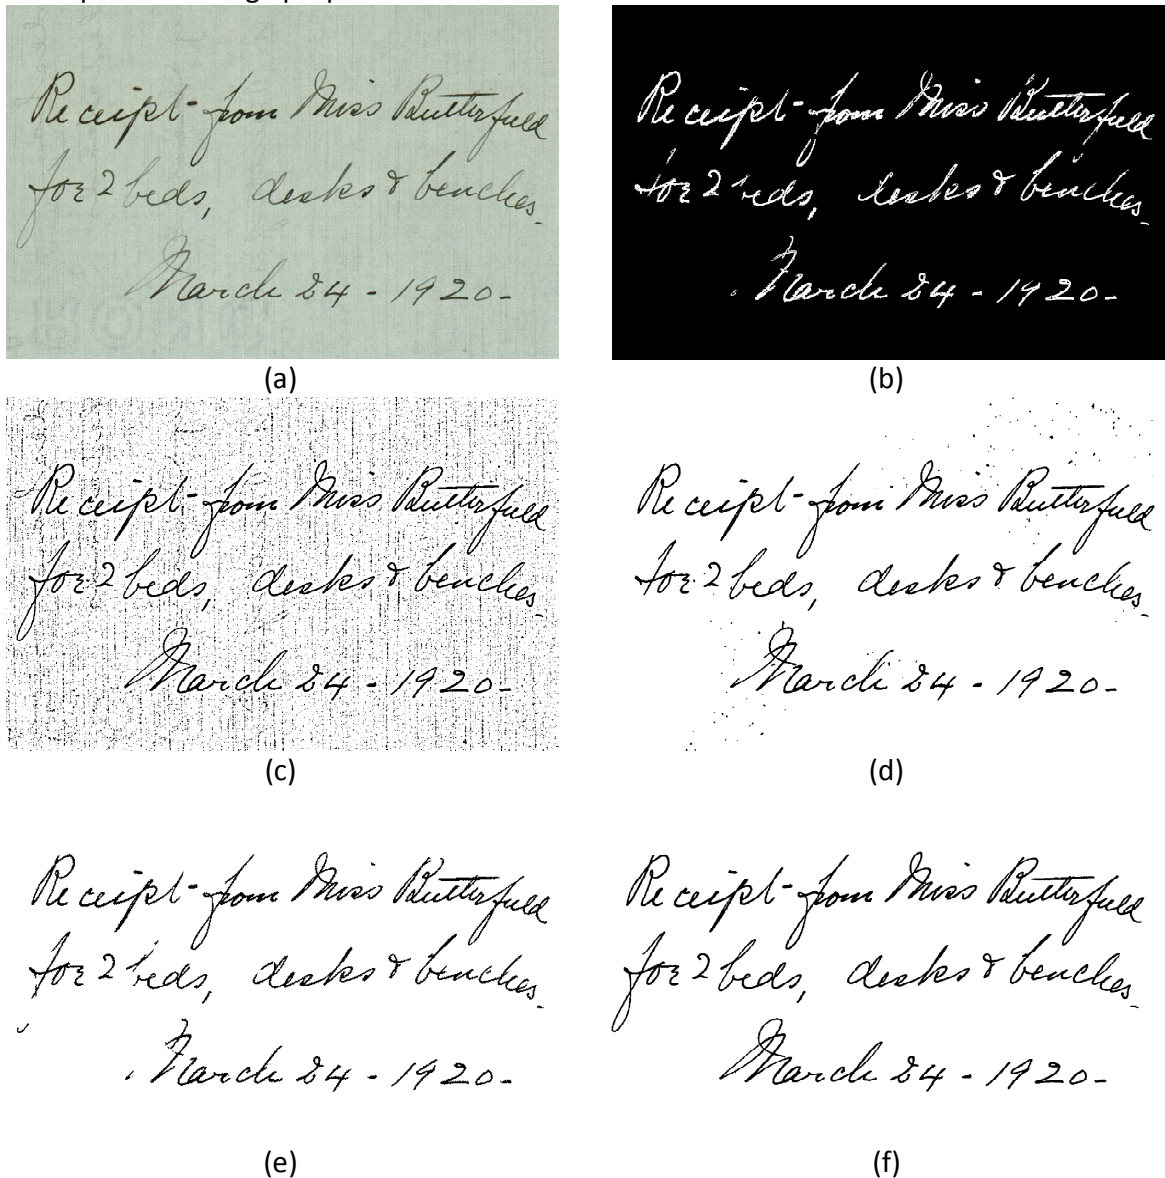 Receipt from Miss Butterfield
for 2 beds, desks & benches.
March 24 - 1920 -
Receipt from Miss Butterfield
for 2 beds, desks & benches.
March 24 - 1920 -
(a)
(b)
Receipt from Miss Butterfield
for 2 beds, desks & benches.
March 24 - 1920 -
Receipt from Miss Butterfield
for 2 beds, desks & benches.
March 24 - 1920 -
(c)
(d)
Receipt from Miss Butterfield
for 2 beds, desks & benches.
March 24 - 1920 -
Receipt from Miss Butterfield
for 2 beds, desks & benches.
March 24 - 1920 -
(e)
(f)